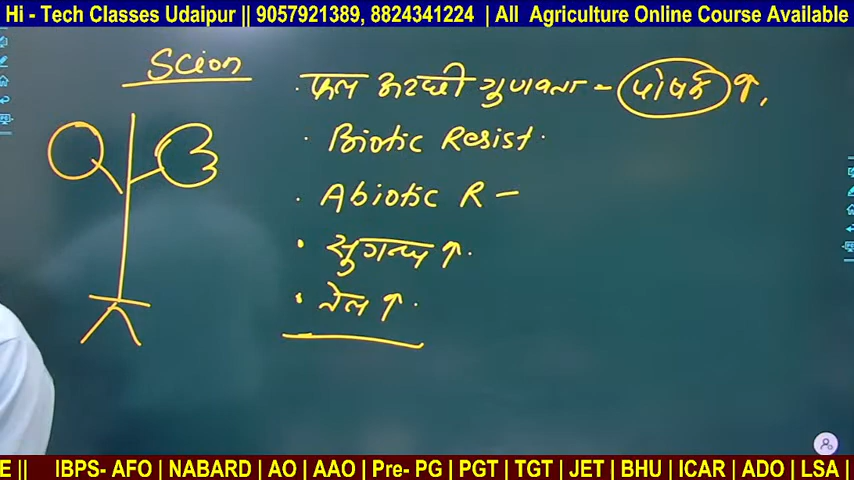 Hi - Tech Classes Udaipur || 9057921389, 8824341224 | All Agriculture Online Course Available
Scion
· फल अच्छी गुणवत्ता - पोषक ↑,
· Biotic Resist ·
· Abiotic R -
· सुगन्ध ↑ ·
· तेल ↑ ·
E || IBPS- AFO | NABARD | AO | AAO | Pre- PG | PGT | TGT | JET | BHU | ICAR | ADO | LSA |